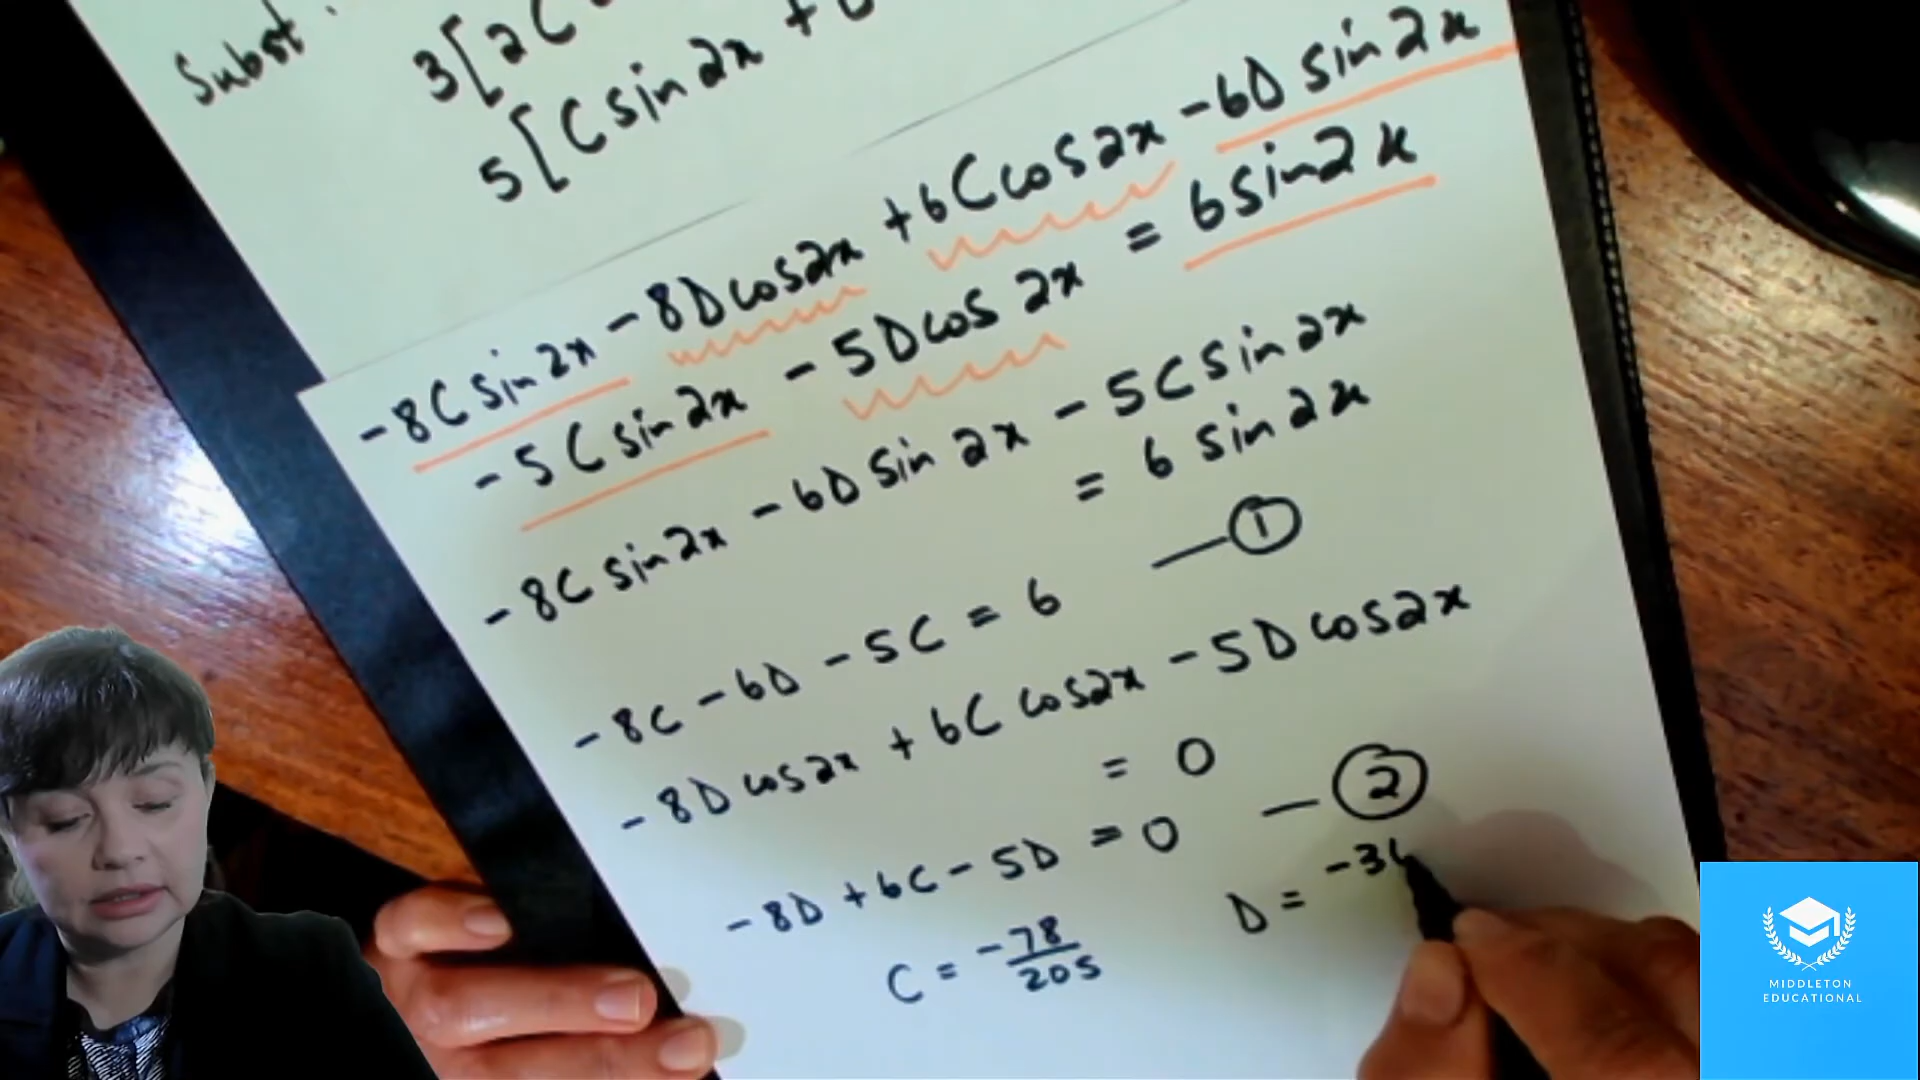 Subst :
3[2C
5[C sin 2x +
-8C sin 2x - 8D cos 2x + 6C cos 2x - 6D sin 2x
- 5C sin 2x - 5D cos 2x = 6 sin 2x
-8C sin 2x - 6D sin 2x - 5C sin 2x
= 6 sin 2x
-8C - 6D - 5C = 6 — ①
-8D cos 2x + 6C cos 2x - 5D cos 2x
= 0
-8D + 6C - 5D = 0 — ②
C = -78/205 D = -36
MIDDLETON
EDUCATIONAL